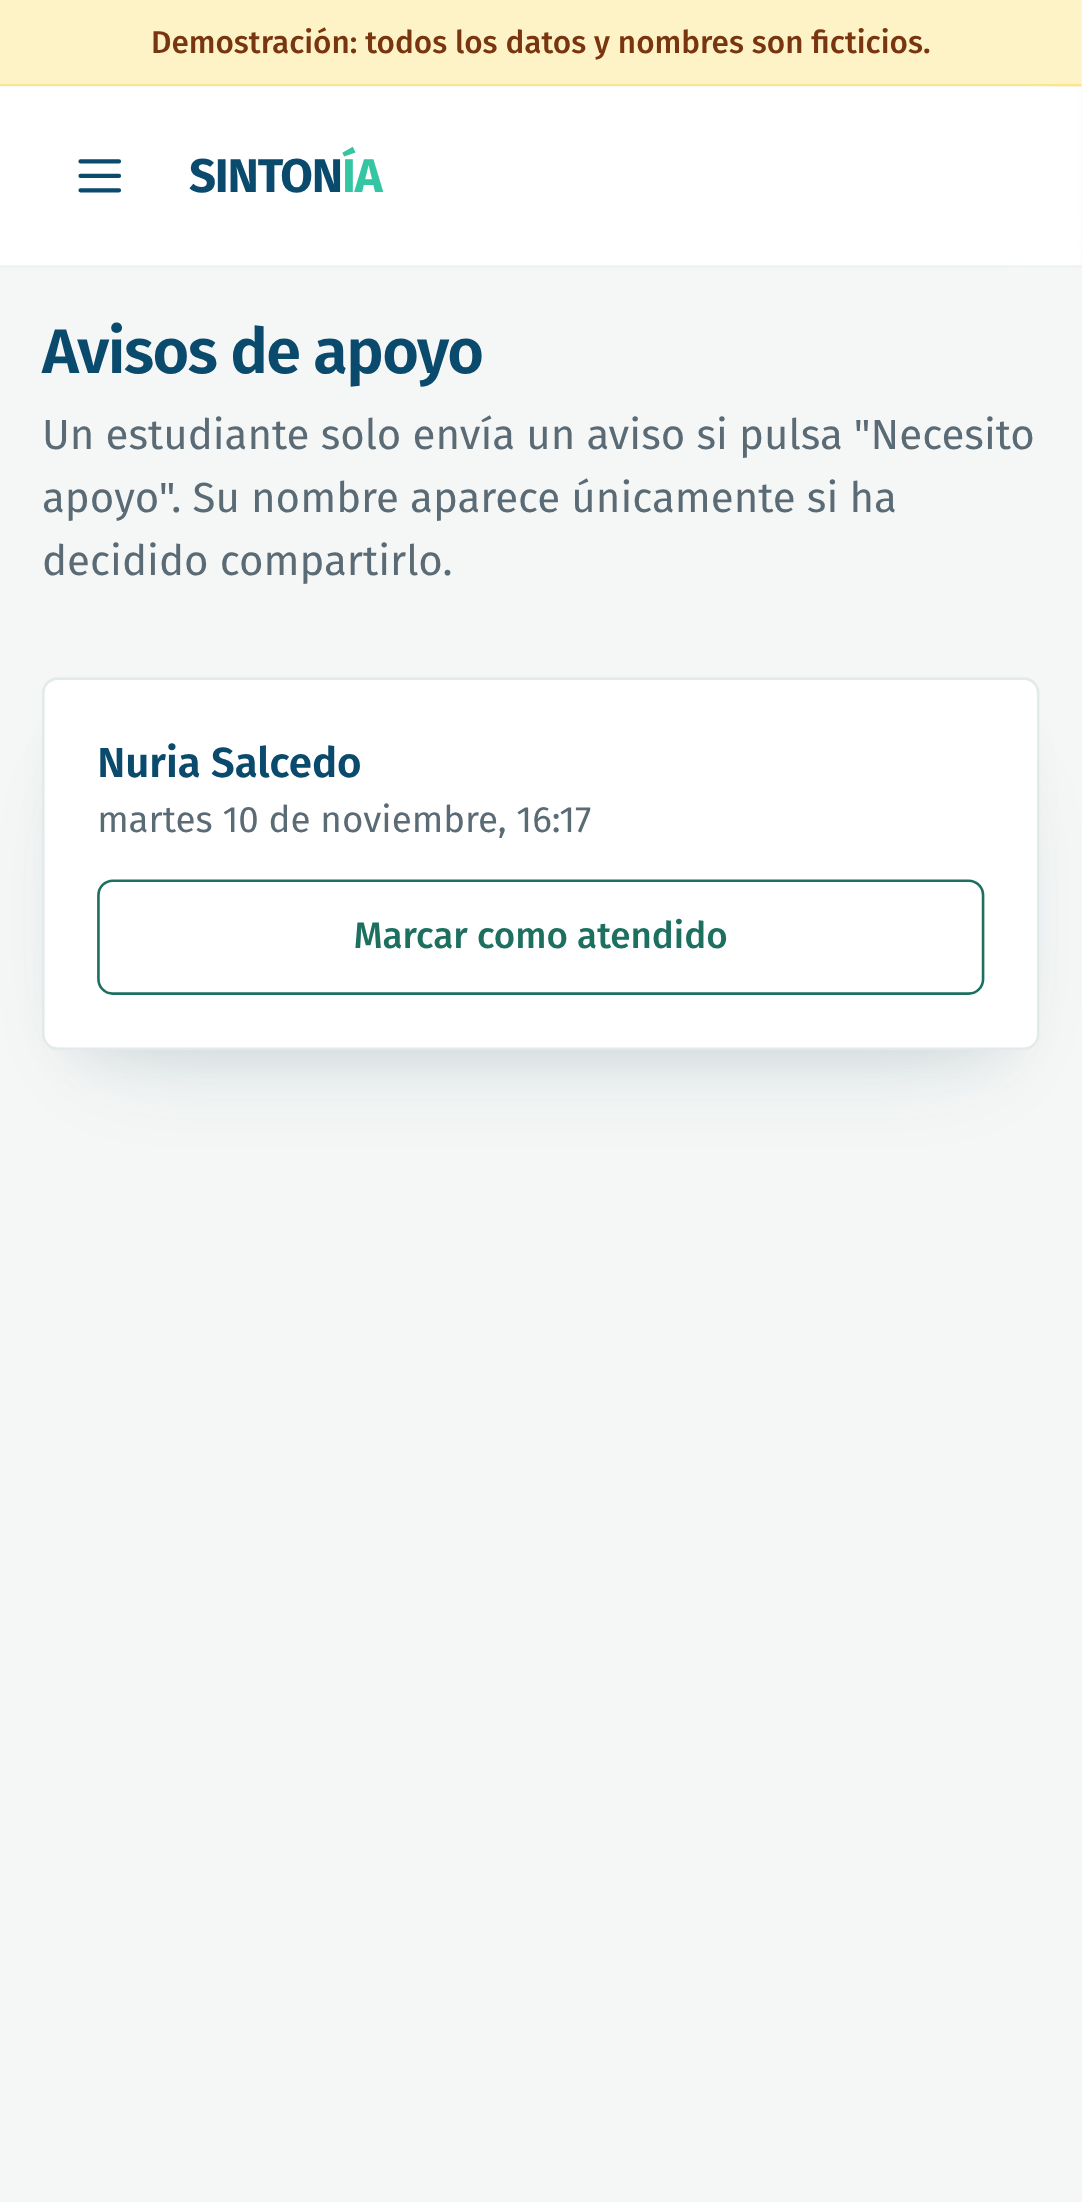 Demostración: todos los datos y nombres son ficticios.
SINTONÍA
Avisos de apoyo
Un estudiante solo envía un aviso si pulsa "Necesito
apoyo". Su nombre aparece únicamente si ha
decidido compartirlo.
Nuria Salcedo
martes 10 de noviembre, 16:17
Marcar como atendido